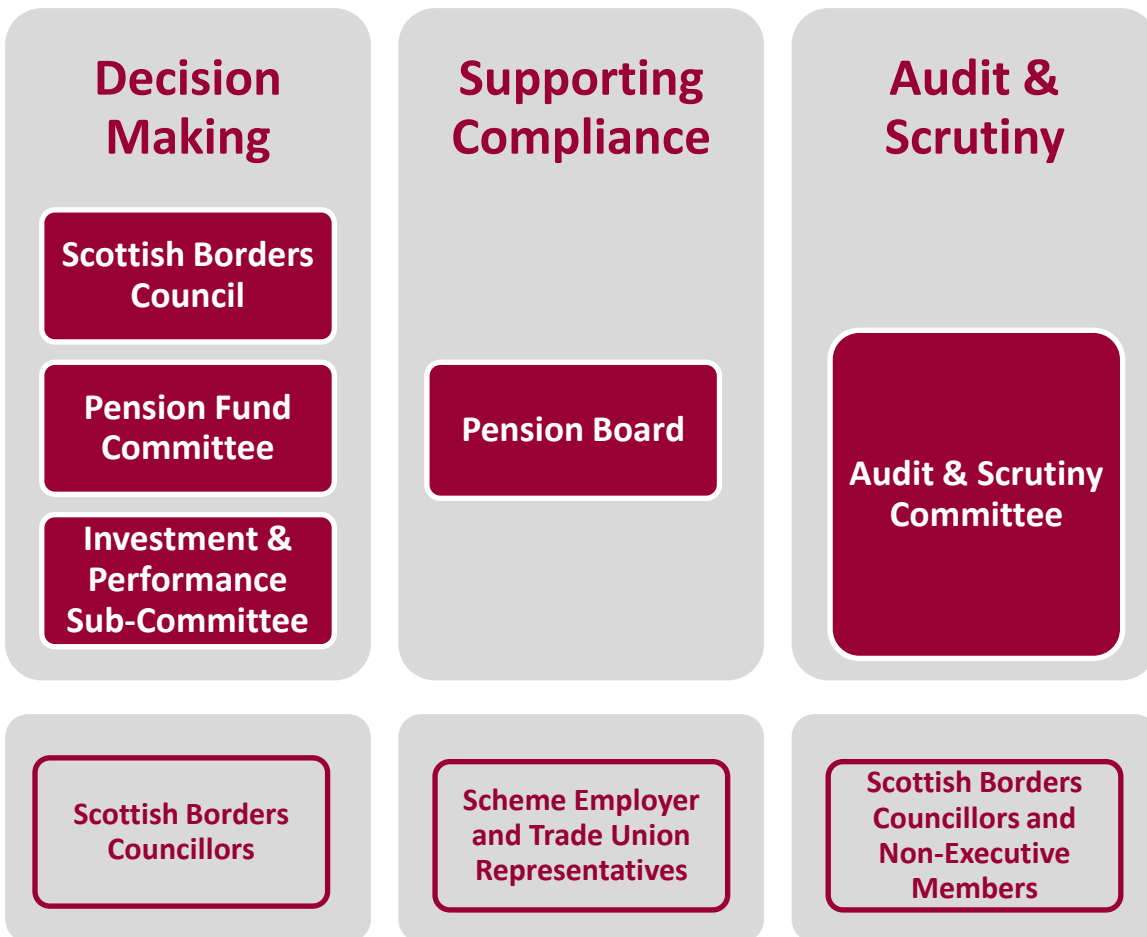 Decision
Making
Scottish Borders
Council
Pension Fund
Committee
Investment &
Performance
Sub-Committee
Supporting
Compliance
Pension Board
Audit &
Scrutiny
Audit & Scrutiny
Committee
Scottish Borders
Councillors
Scheme Employer
and Trade Union
Representatives
Scottish Borders
Councillors and
Non-Executive
Members